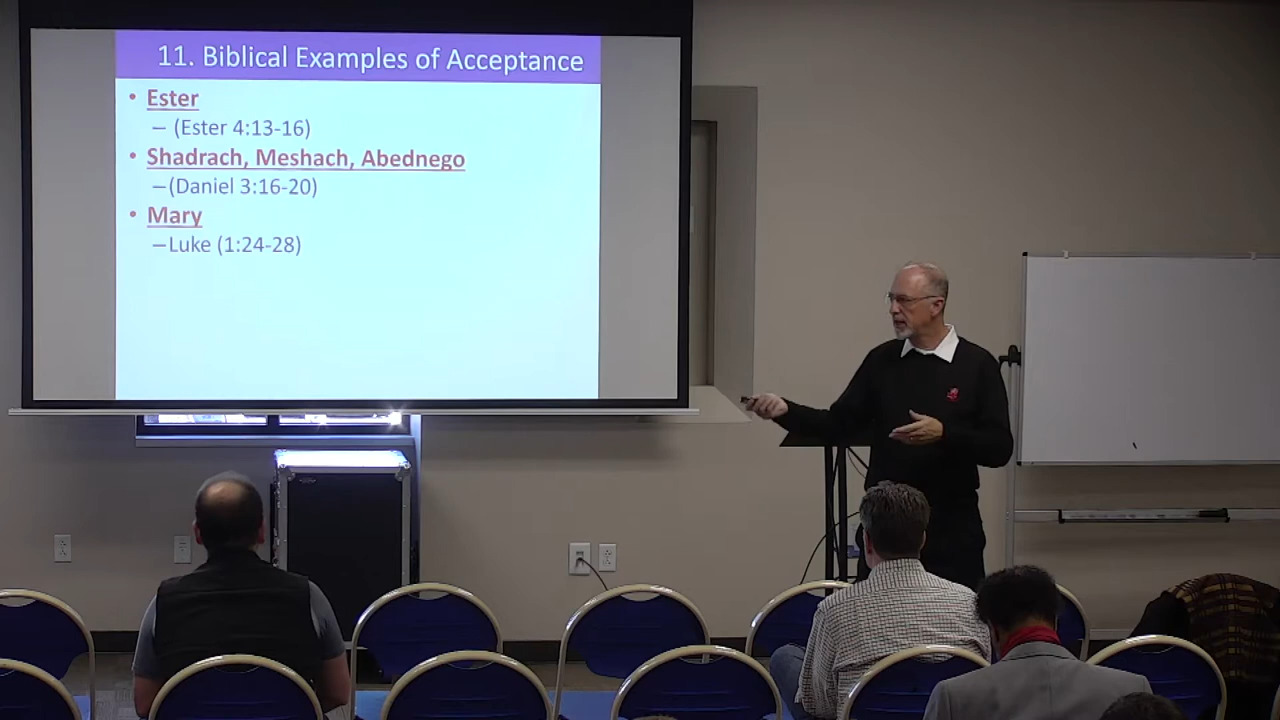 11. Biblical Examples of Acceptance
• Ester
– (Ester 4:13-16)
• Shadrach, Meshach, Abednego
–(Daniel 3:16-20)
• Mary
–Luke (1:24-28)